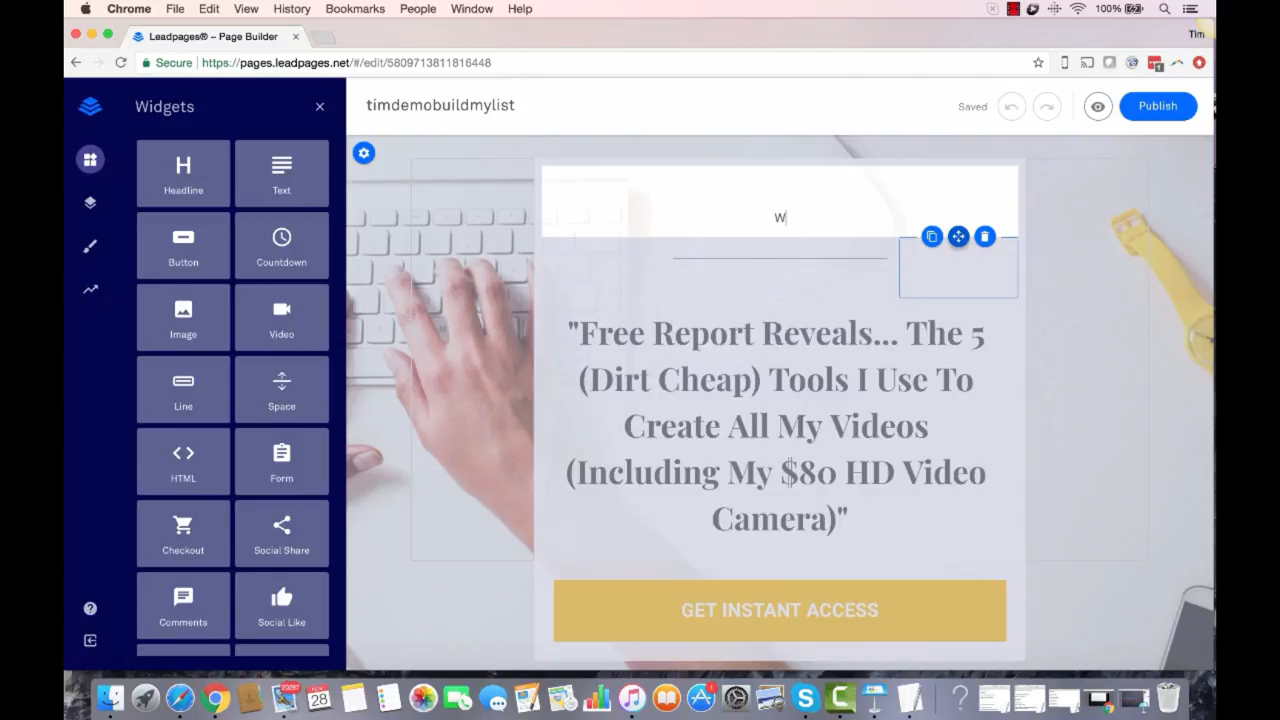 Chrome File Edit View History Bookmarks People Window Help 100%
Leadpages® – Page Builder
Tim
Secure https://pages.leadpages.net/#/edit/5809713811816448
Widgets
timdemobuildmylist
Saved
Publish
Headline Text
Button Countdown
Image Video
Line Space
HTML Form
Checkout Social Share
Comments Social Like
W
"Free Report Reveals... The 5
(Dirt Cheap) Tools I Use To
Create All My Videos
(Including My $80 HD Video
Camera)"
GET INSTANT ACCESS